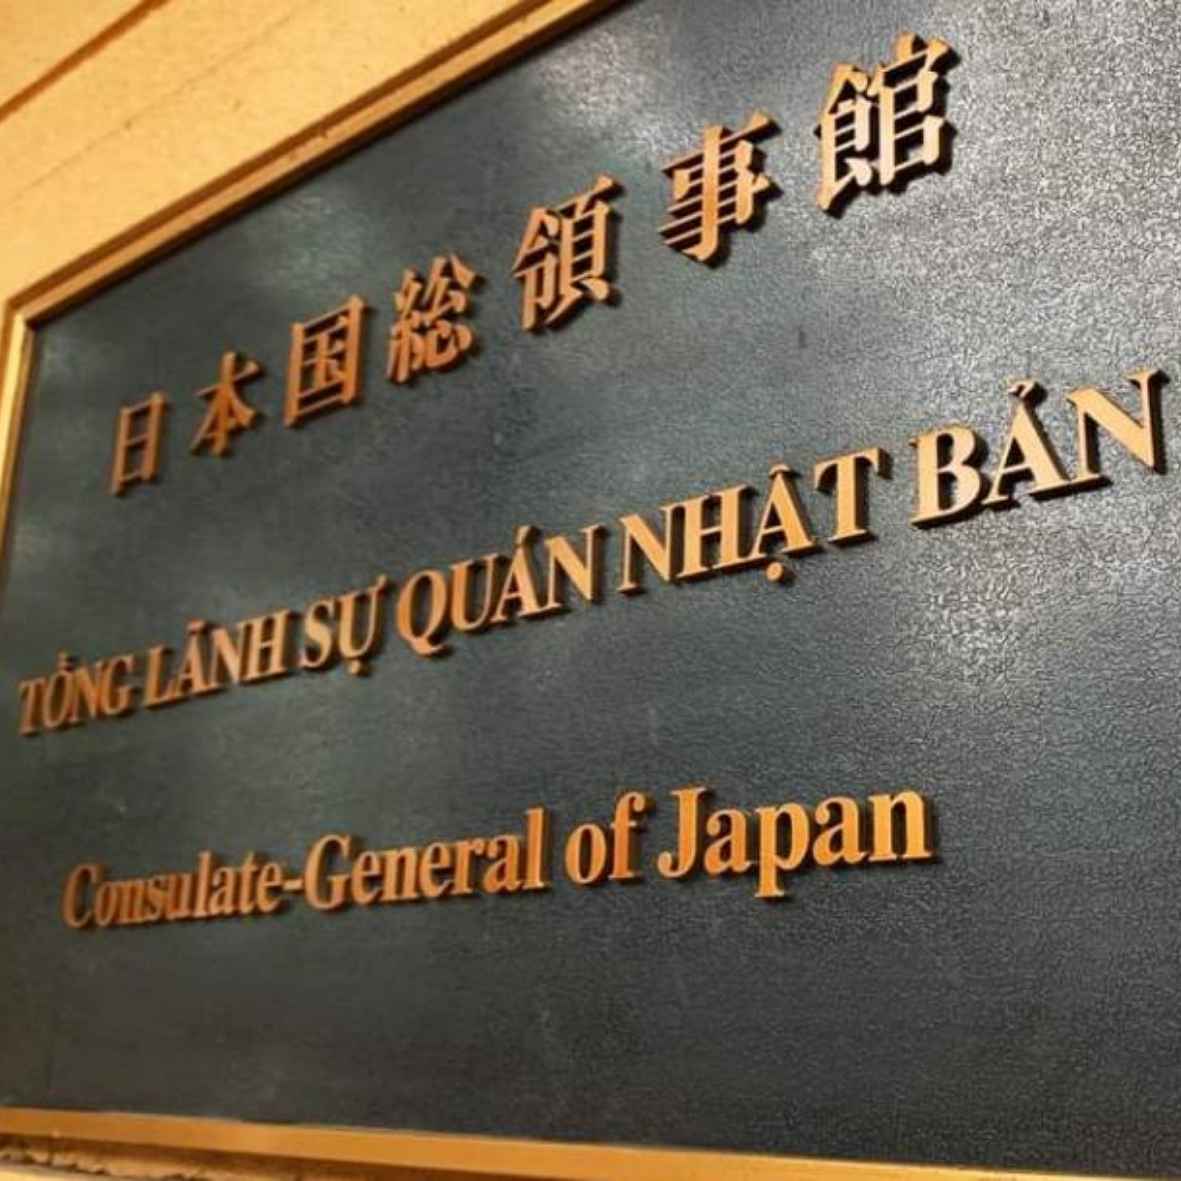 日本国総領事館
TỔNG LÃNH SỰ QUÁN NHẬT BẢN
Consulate-General of Japan